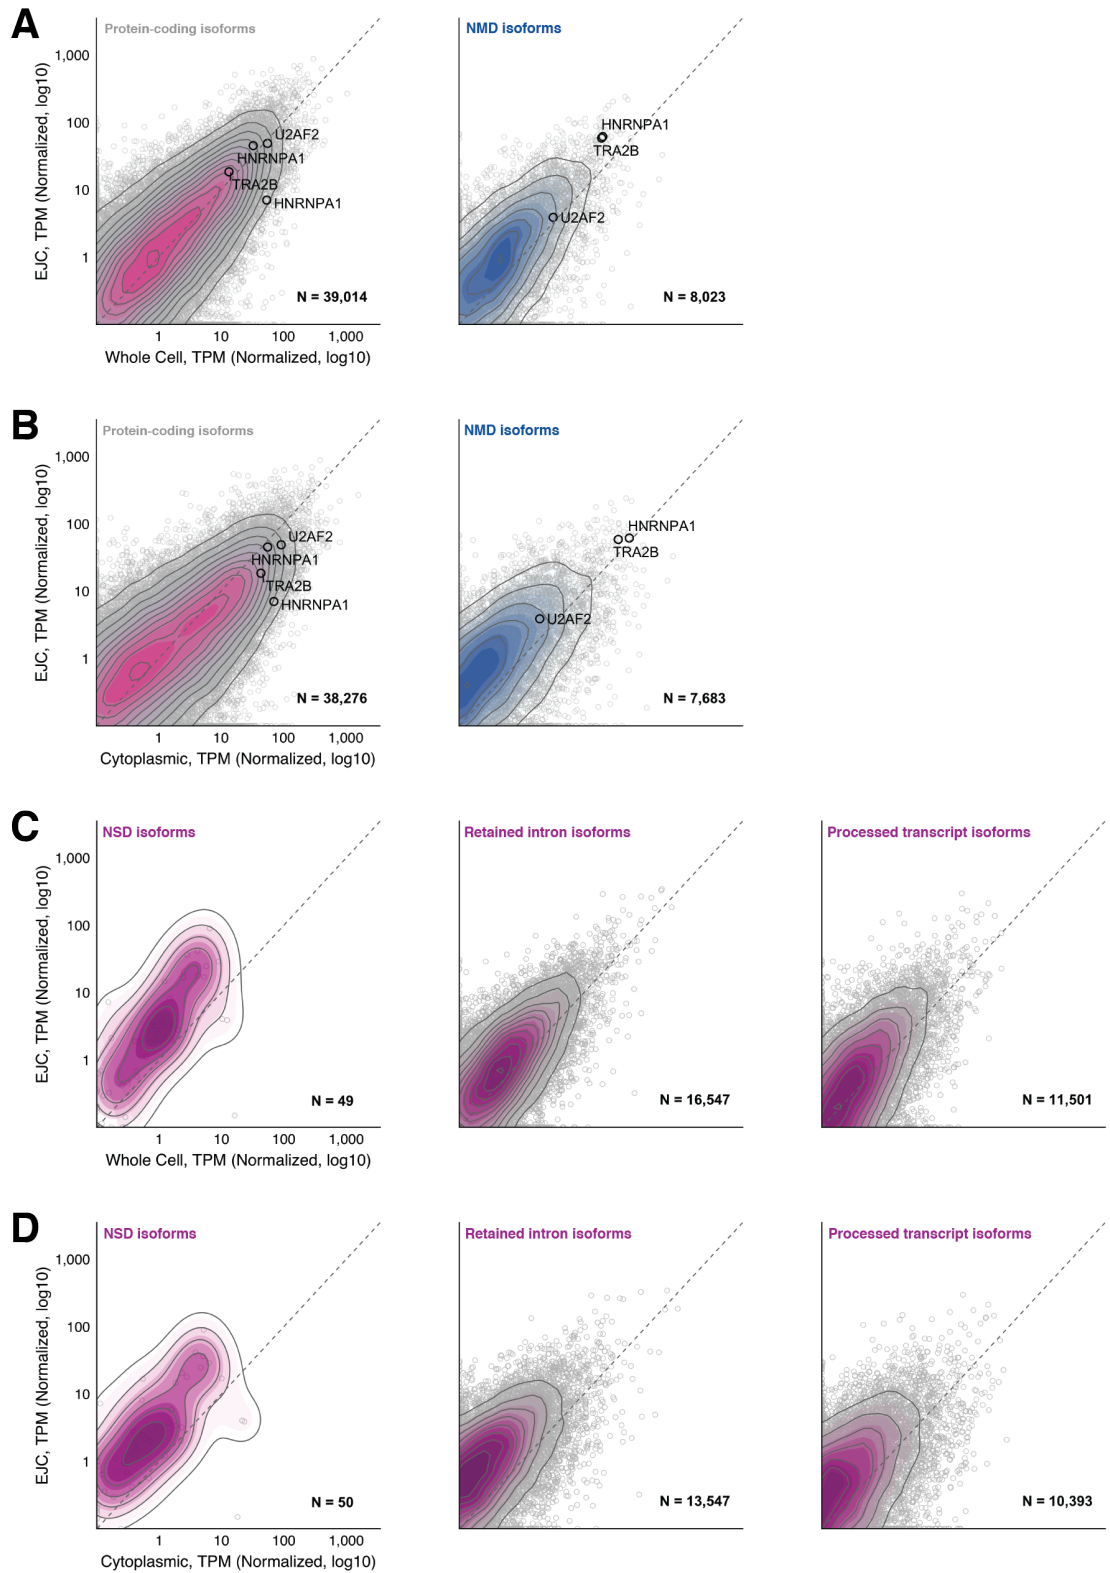 A
Protein-coding isoforms
NMD isoforms
EJC, TPM (Normalized, log10)
1,000
100
10
1
U2AF2
HNRNPA1
TRA2B
HNRNPA1
N = 39,014
1
10
100
1,000
Whole Cell, TPM (Normalized, log10)
HNRNPA1
TRA2B
U2AF2
N = 8,023
B
Protein-coding isoforms
NMD isoforms
EJC, TPM (Normalized, log10)
1,000
100
10
1
U2AF2
HNRNPA1
TRA2B
HNRNPA1
N = 38,276
1
10
100
1,000
Cytoplasmic, TPM (Normalized, log10)
HNRNPA1
TRA2B
U2AF2
N = 7,683
C
NSD isoforms
Retained intron isoforms
Processed transcript isoforms
EJC, TPM (Normalized, log10)
1,000
100
10
1
N = 49
1
10
100
1,000
Whole Cell, TPM (Normalized, log10)
N = 16,547
N = 11,501
D
NSD isoforms
Retained intron isoforms
Processed transcript isoforms
EJC, TPM (Normalized, log10)
1,000
100
10
1
N = 50
1
10
100
1,000
Cytoplasmic, TPM (Normalized, log10)
N = 13,547
N = 10,393